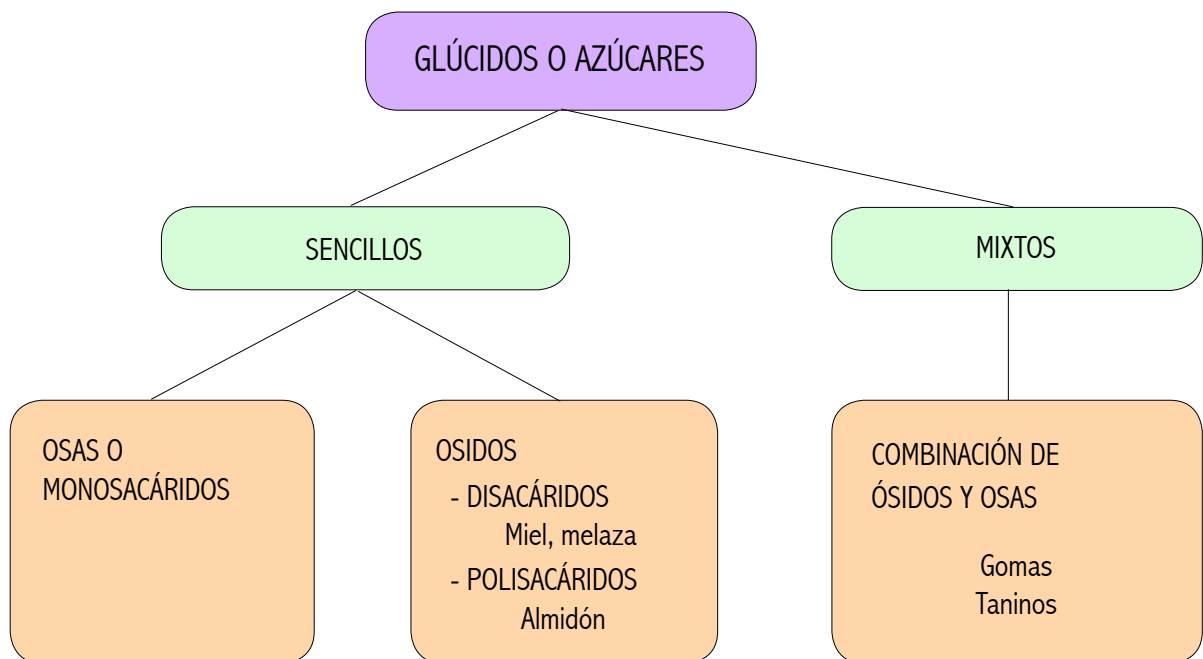 GLÚCIDOS O AZÚCARES
SENCILLOS
MIXTOS
OSAS O
MONOSACÁRIDOS
OSIDOS
- DISACÁRIDOS
Miel, melaza
- POLISACÁRIDOS
Almidón
COMBINACIÓN DE
ÓSIDOS Y OSAS
Gomas
Taninos